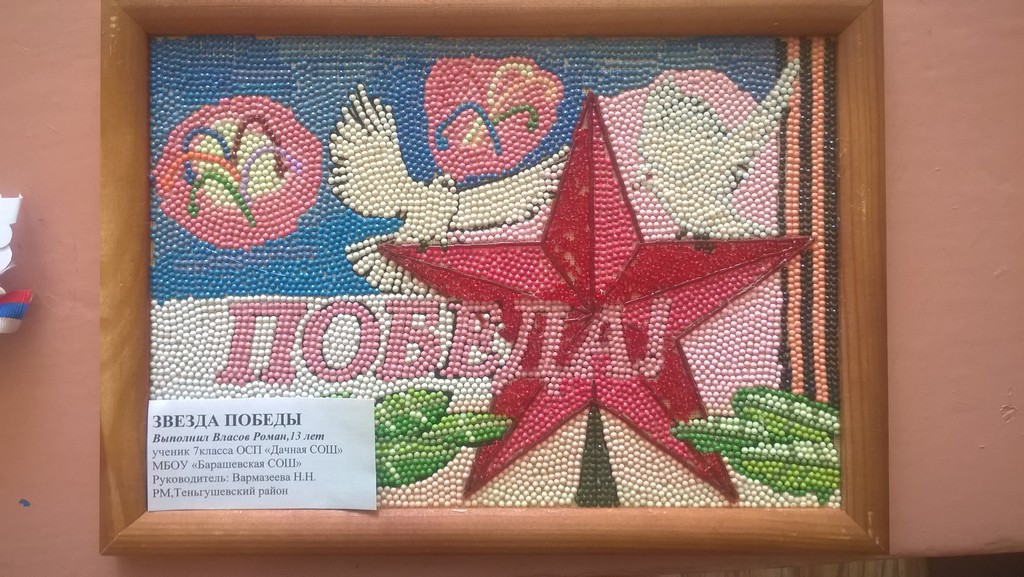 ПОБЕДА!
ЗВЕЗДА ПОБЕДЫ
Выполнил Власов Роман,13 лет
ученик 7класса ОСП «Дачная СОШ»
МБОУ «Барашевская СОШ»
Руководитель: Вармазеева Н.Н.
РМ,Теньгушевский район